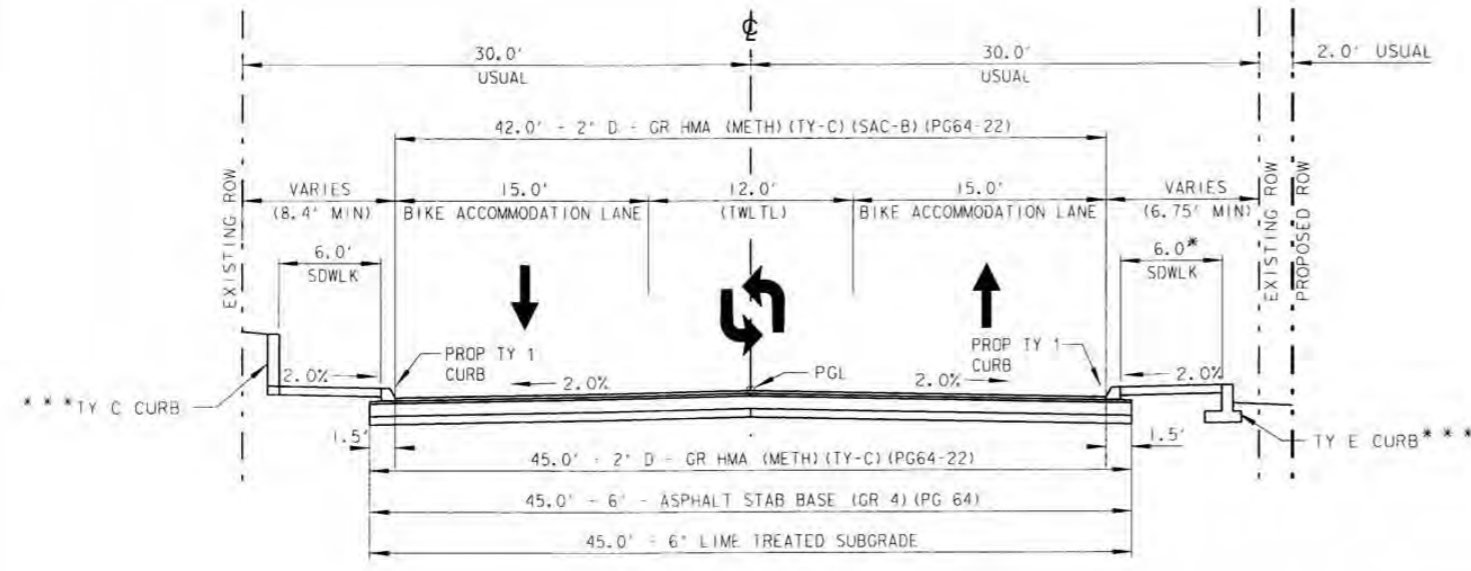 ℄
30.0'
USUAL
30.0'
USUAL
2.0' USUAL
42.0' - 2' D - GR HMA (METH)(TY-C)(SAC-B)(PG64-22)
EXISTING ROW
VARIES
(8.4' MIN)
15.0'
BIKE ACCOMMODATION LANE
12.0'
(TWLTL)
15.0'
BIKE ACCOMMODATION LANE
VARIES
(6.75' MIN)
EXISTING ROW
PROPOSED ROW
6.0'
SDWLK
6.0*
SDWLK
PROP TY 1
CURB
PROP TY 1
CURB
2.0%
2.0%
PGL
2.0%
2.0%
***TY C CURB
TY E CURB***
1.5'
1.5'
45.0' - 2' D - GR HMA (METH)(TY-C)(PG64-22)
45.0' - 6' - ASPHALT STAB BASE (GR 4)(PG 64)
45.0' - 6' LIME TREATED SUBGRADE